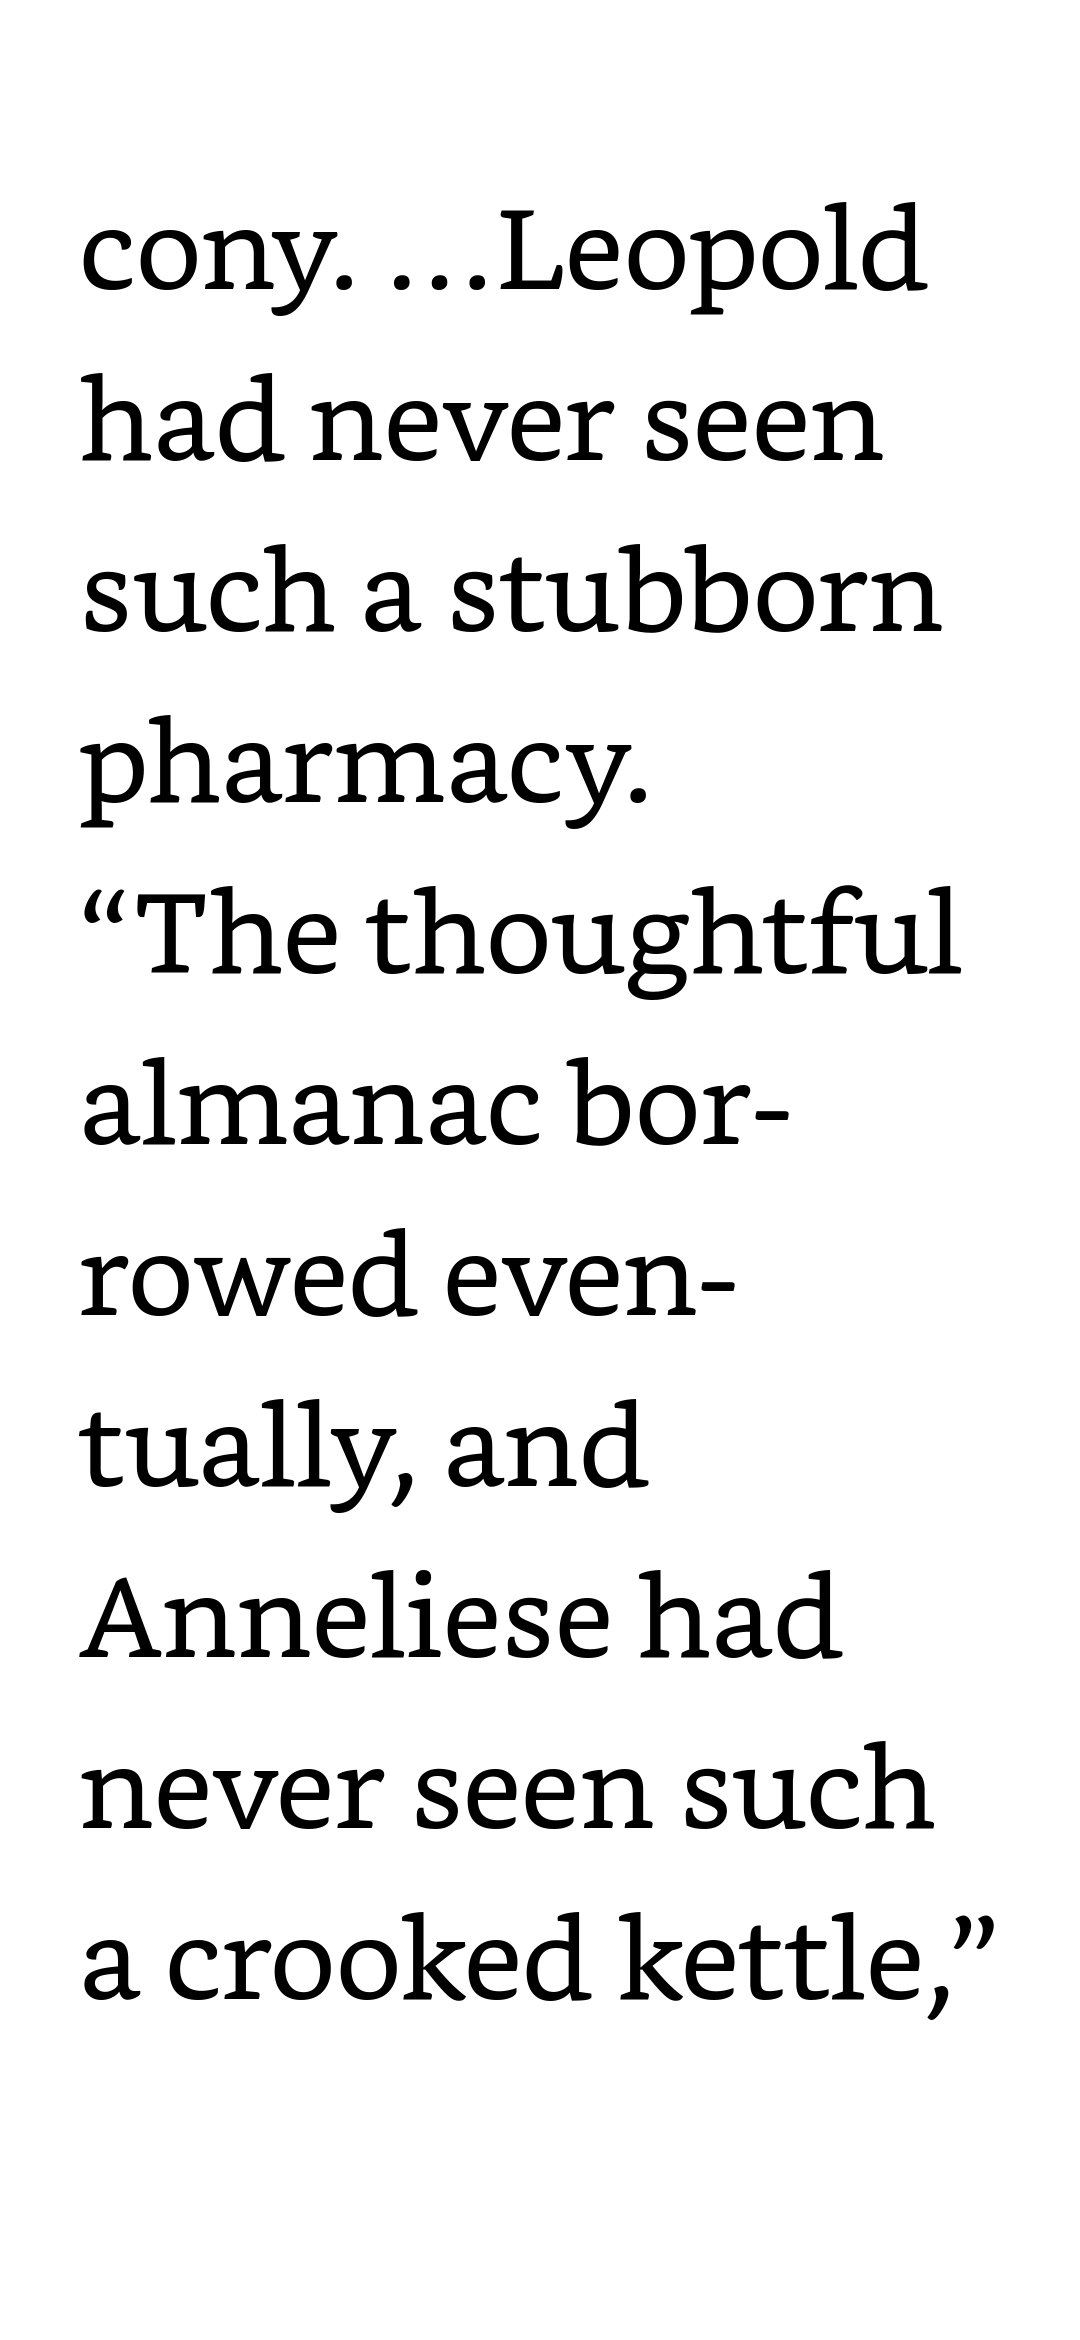 cony. …Leopold
had never seen
such a stubborn
pharmacy.
“The thoughtful
almanac bor-
rowed even-
tually, and
Anneliese had
never seen such
a crooked kettle,”